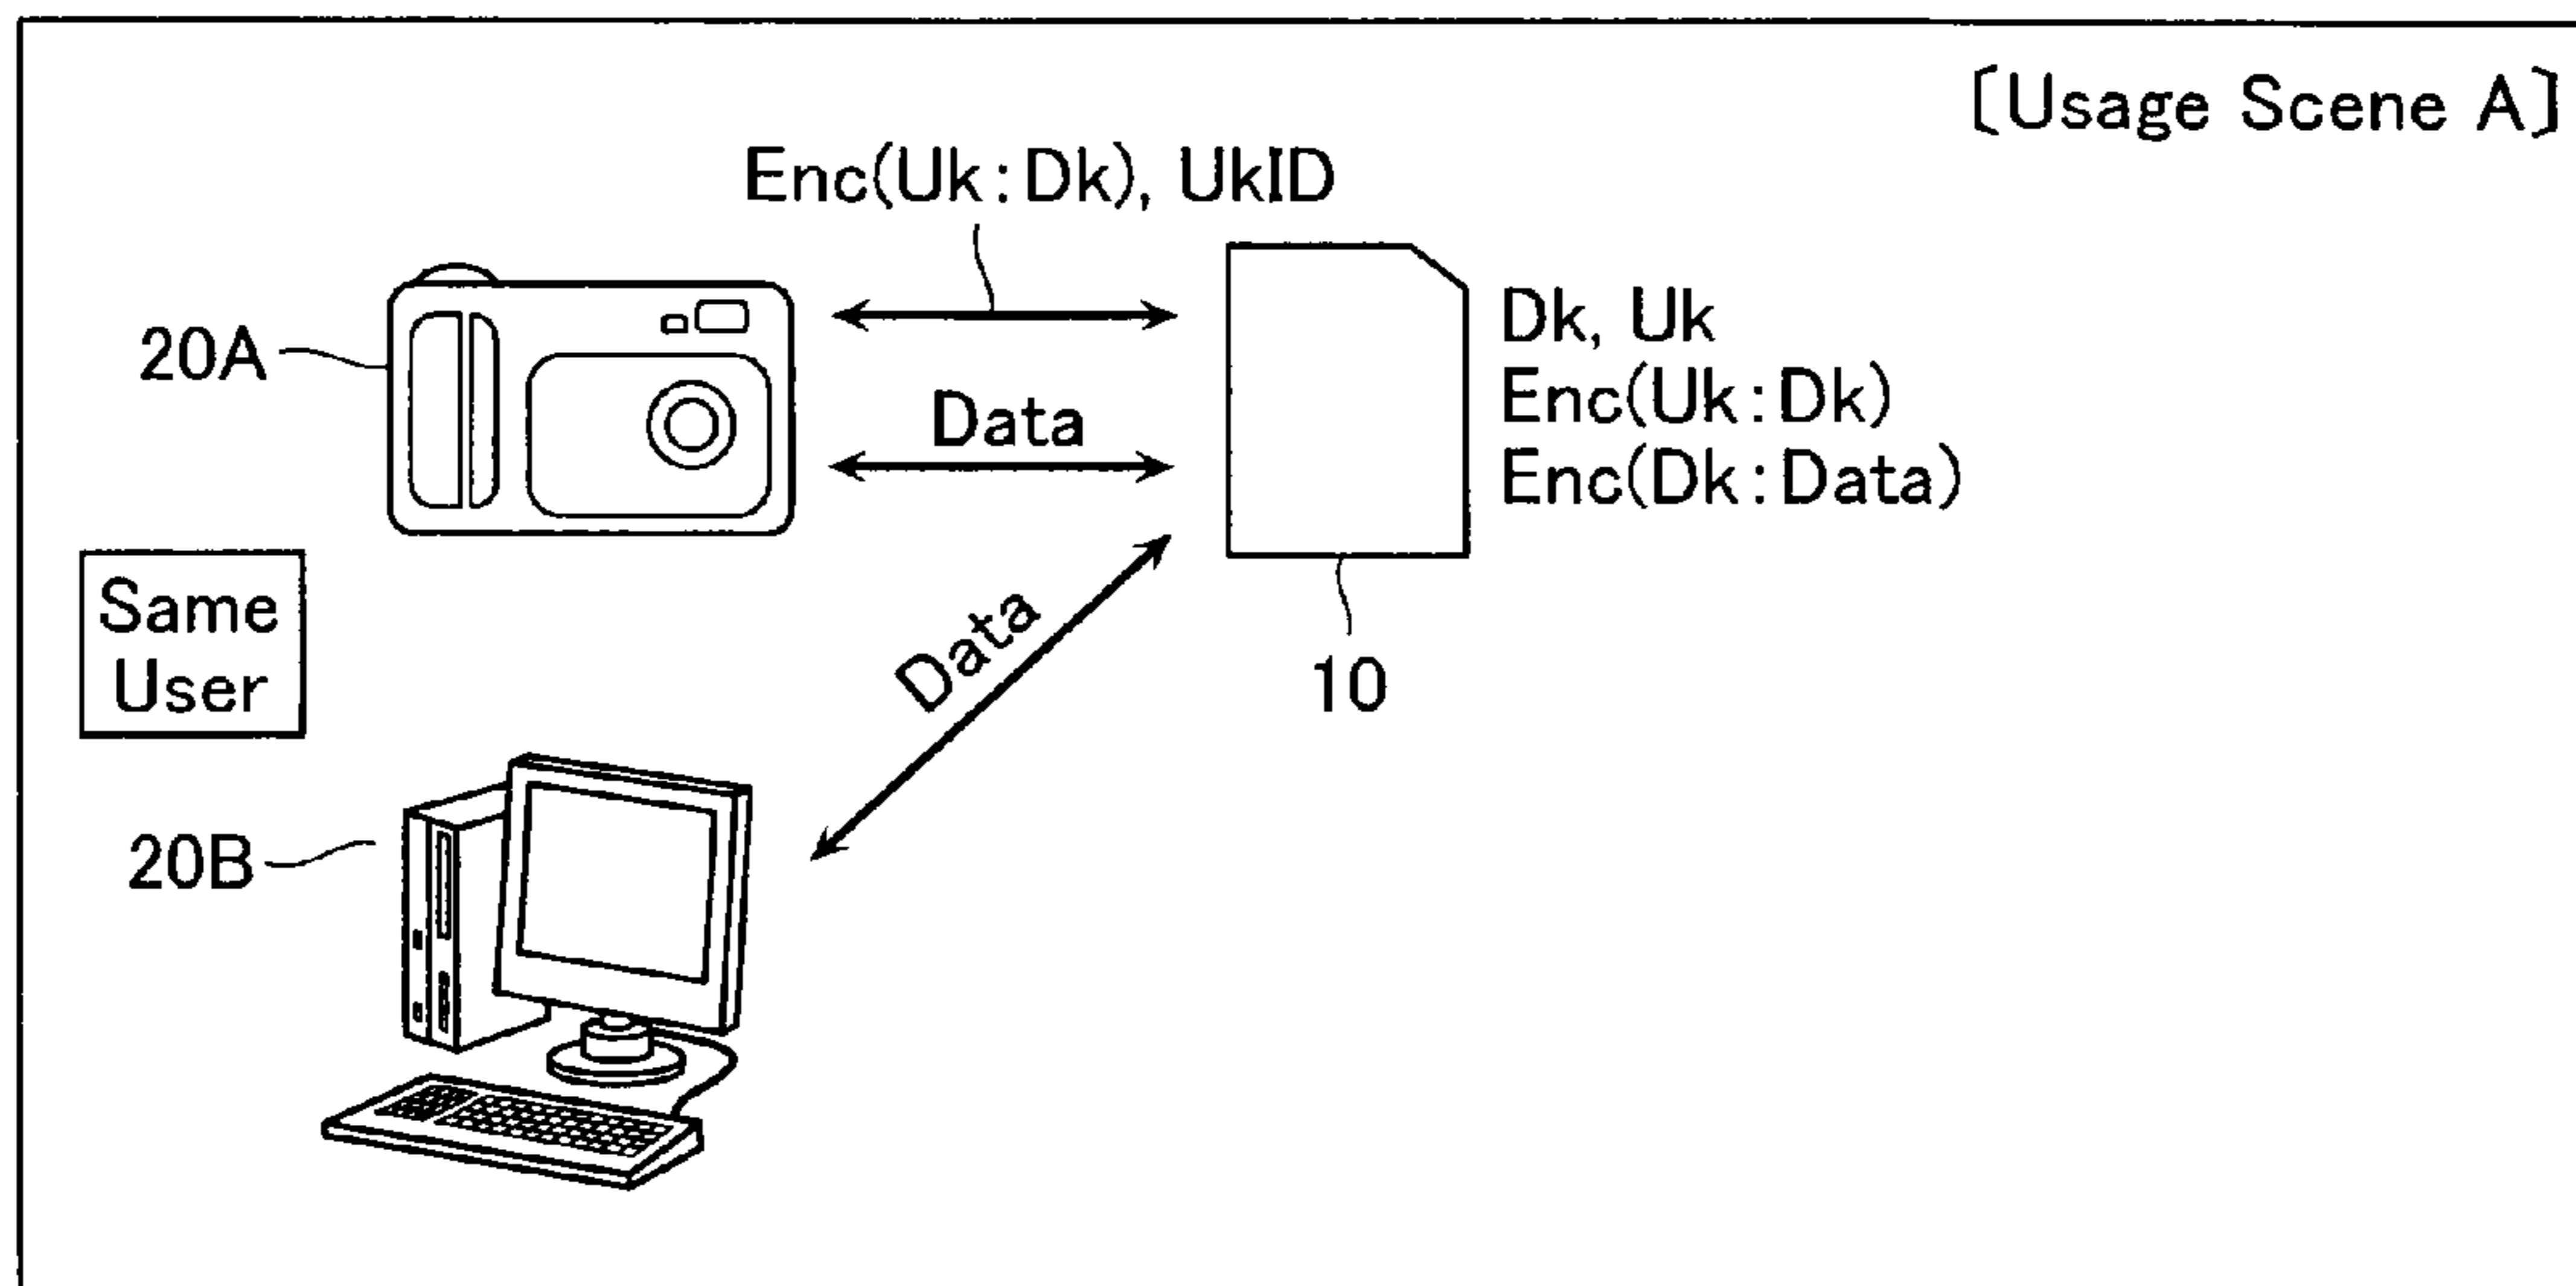 [Usage Scene A]
Enc(Uk:Dk), UkID
20A
Data
Dk, Uk
Enc(Uk:Dk)
Enc(Dk:Data)
10
Same
User
Data
20B